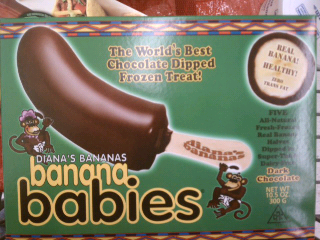 The World's Best
Chocolate Dipped
Frozen Treat!
REAL
BANANA!
HEALTHY!
ZERO
TRANS FAT
FIVE
All-Natural
Fresh-Frozen
Real Banana
Halves
Dipped in
diana's
bananas
Dark
Chocolate
NET WT
10.5 OZ
300 G
DIANA'S BANANAS
banana
babies